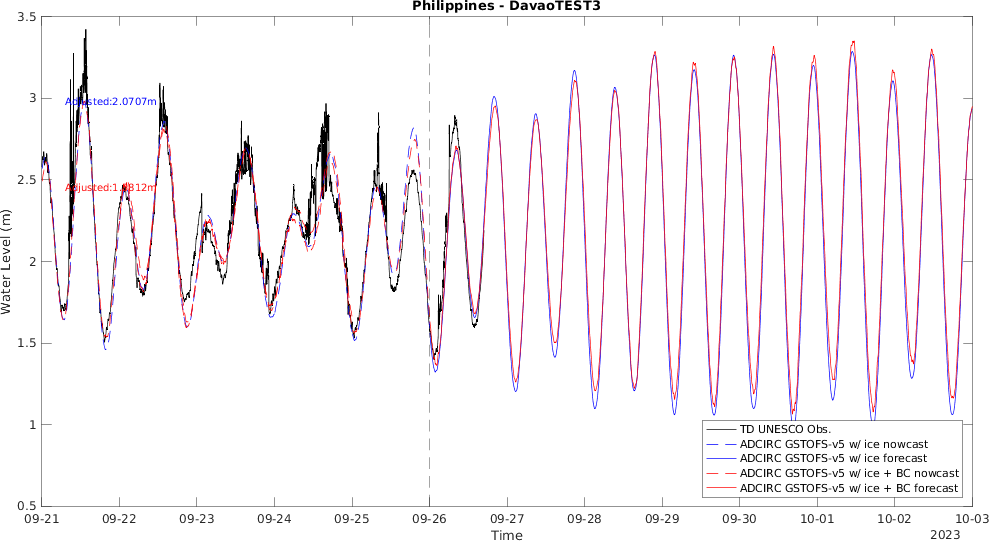 Philippines - DavaoTEST3
3.5
3
2.5
2
1.5
1
0.5
Water Level (m)
Adjusted:2.0707m
TD UNESCO Obs.
ADCIRC GSTOFS-v5 w/ ice nowcast
ADCIRC GSTOFS-v5 w/ ice forecast
ADCIRC GSTOFS-v5 w/ ice + BC nowcast
ADCIRC GSTOFS-v5 w/ ice + BC forecast
09-21 09-22 09-23 09-24 09-25 09-26 09-27 09-28 09-29 09-30 10-01 10-02 10-03
Time
2023